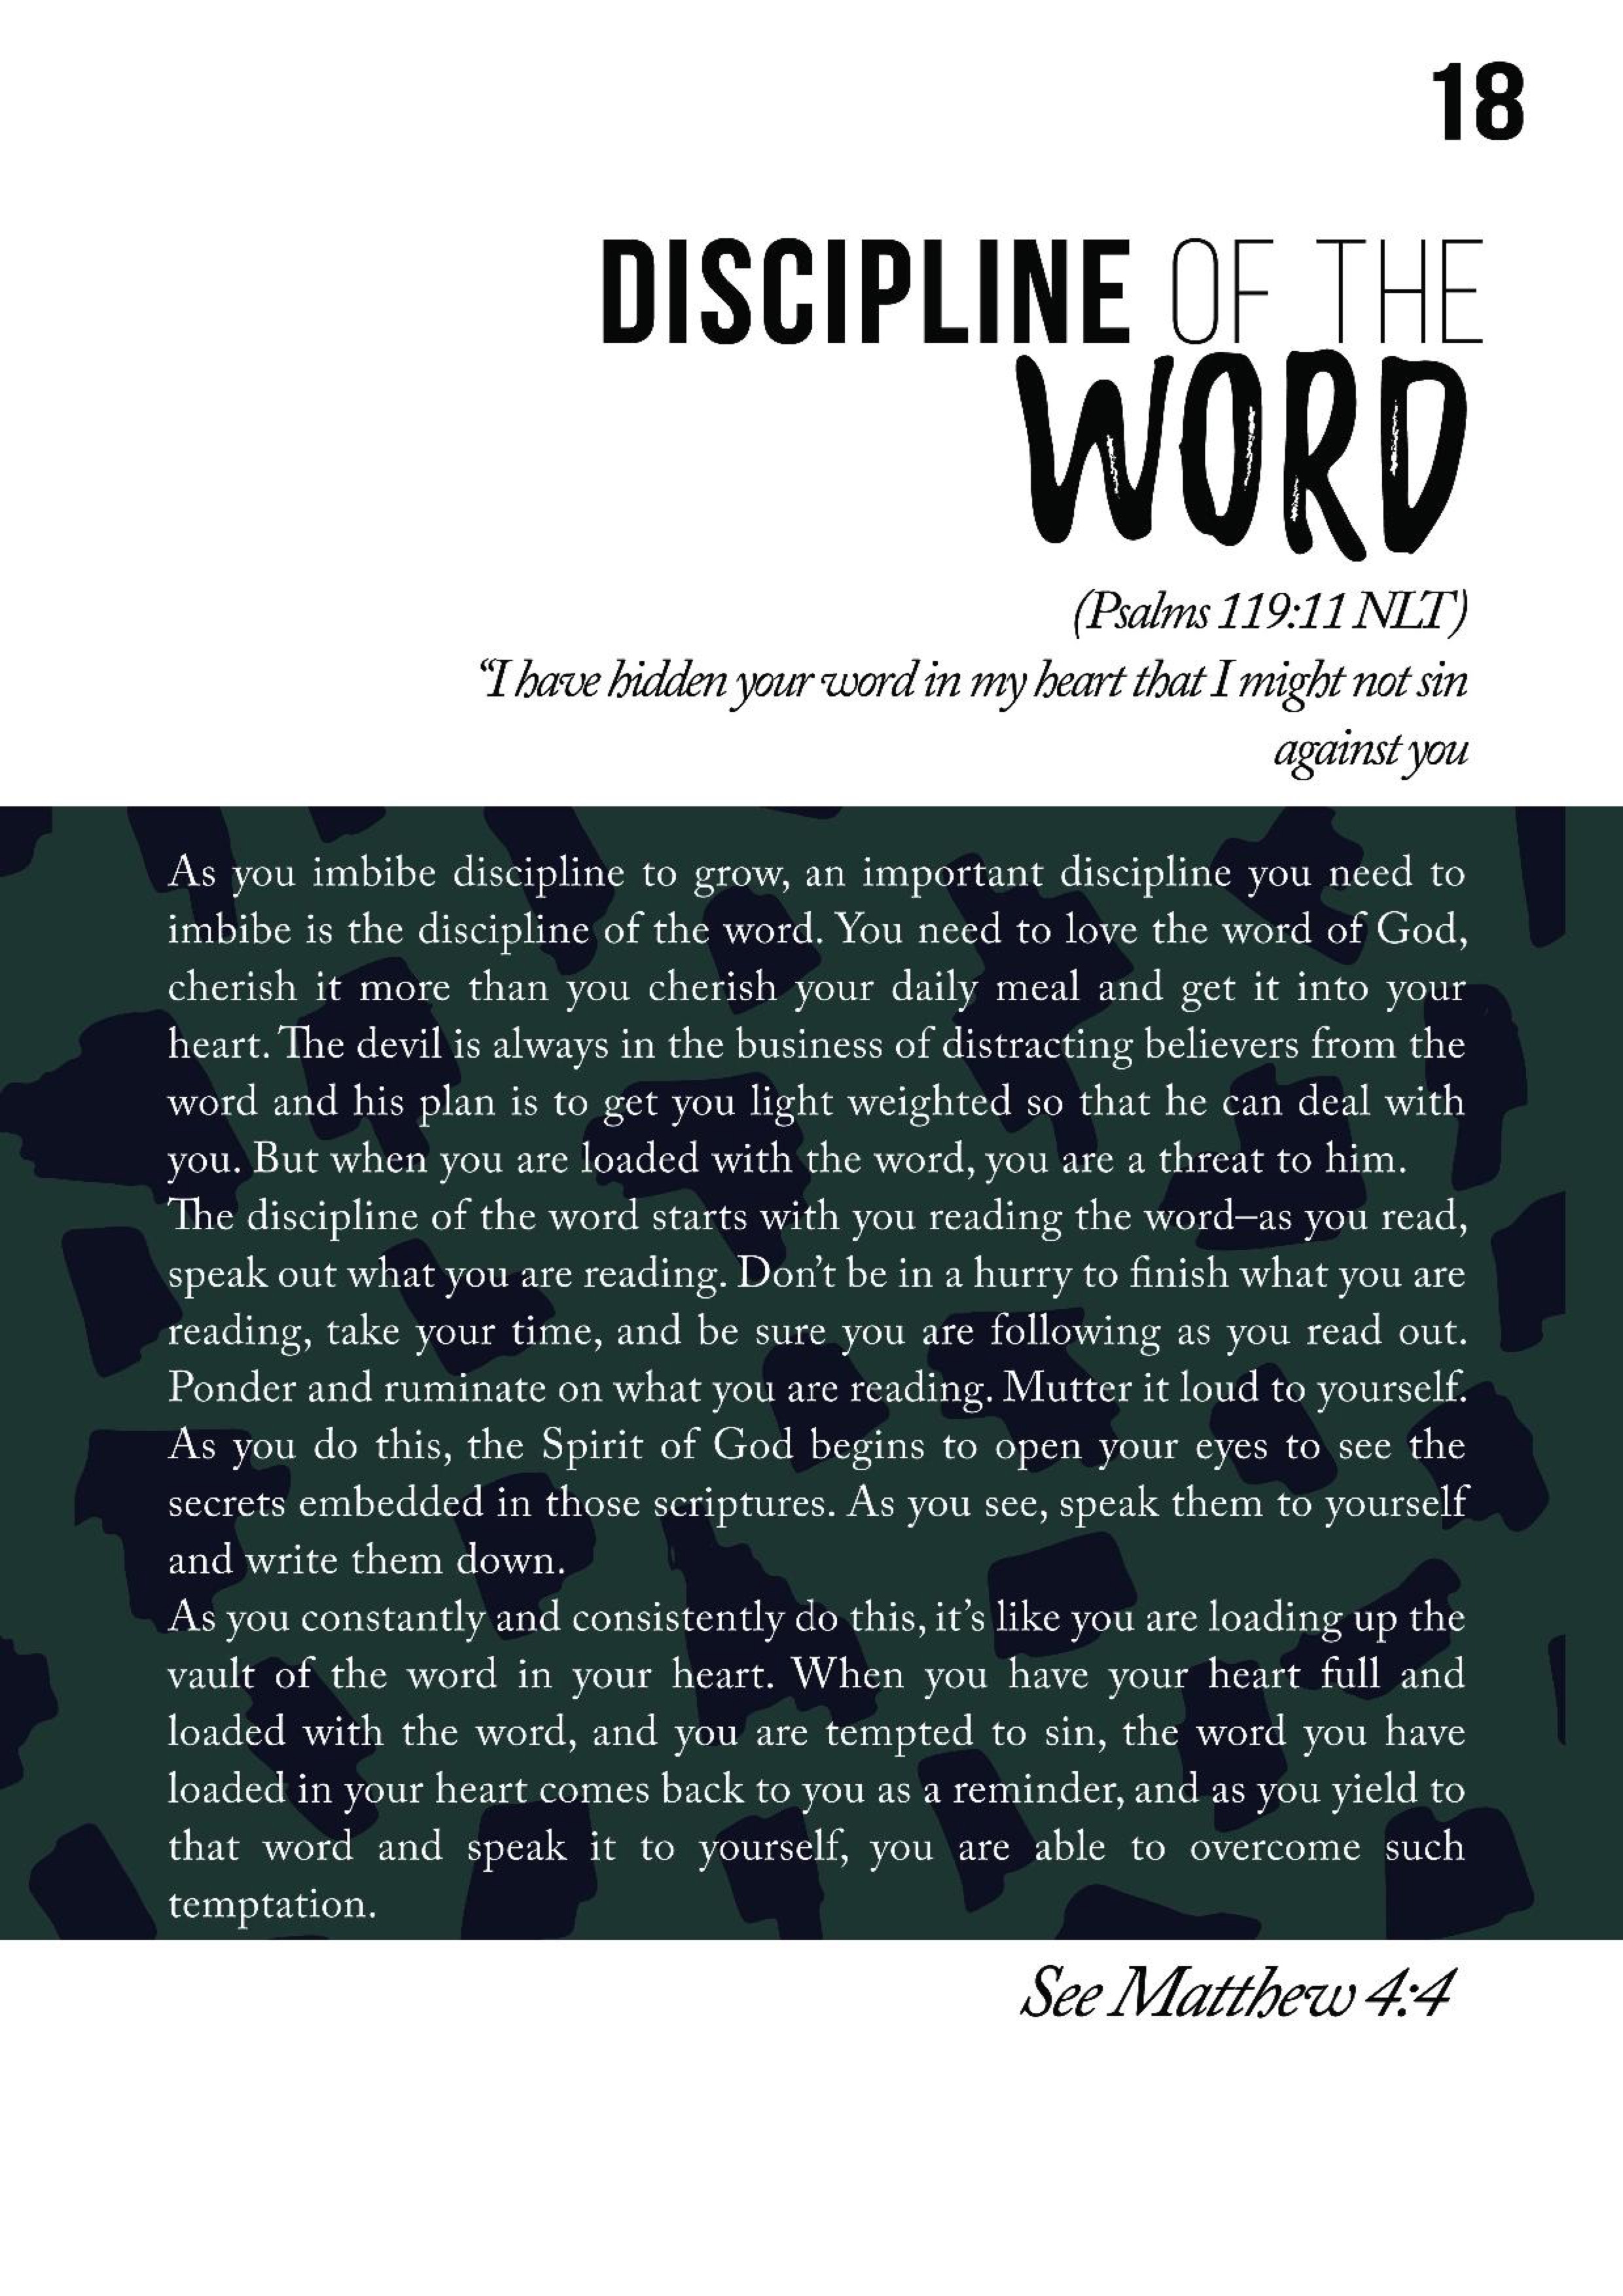 18
DISCIPLINE OF THE
WORD
(Psalms 119:11 NLT)
“I have hidden your word in my heart that I might not sin
against you
As you imbibe discipline to grow, an important discipline you need to
imbibe is the discipline of the word. You need to love the word of God,
cherish it more than you cherish your daily meal and get it into your
heart. The devil is always in the business of distracting believers from the
word and his plan is to get you light weighted so that he can deal with
you. But when you are loaded with the word, you are a threat to him.
The discipline of the word starts with you reading the word–as you read,
speak out what you are reading. Don’t be in a hurry to finish what you are
reading, take your time, and be sure you are following as you read out.
Ponder and ruminate on what you are reading. Mutter it loud to yourself.
As you do this, the Spirit of God begins to open your eyes to see the
secrets embedded in those scriptures. As you see, speak them to yourself
and write them down.
As you constantly and consistently do this, it’s like you are loading up the
vault of the word in your heart. When you have your heart full and
loaded with the word, and you are tempted to sin, the word you have
loaded in your heart comes back to you as a reminder, and as you yield to
that word and speak it to yourself, you are able to overcome such
temptation.
See Matthew 4:4